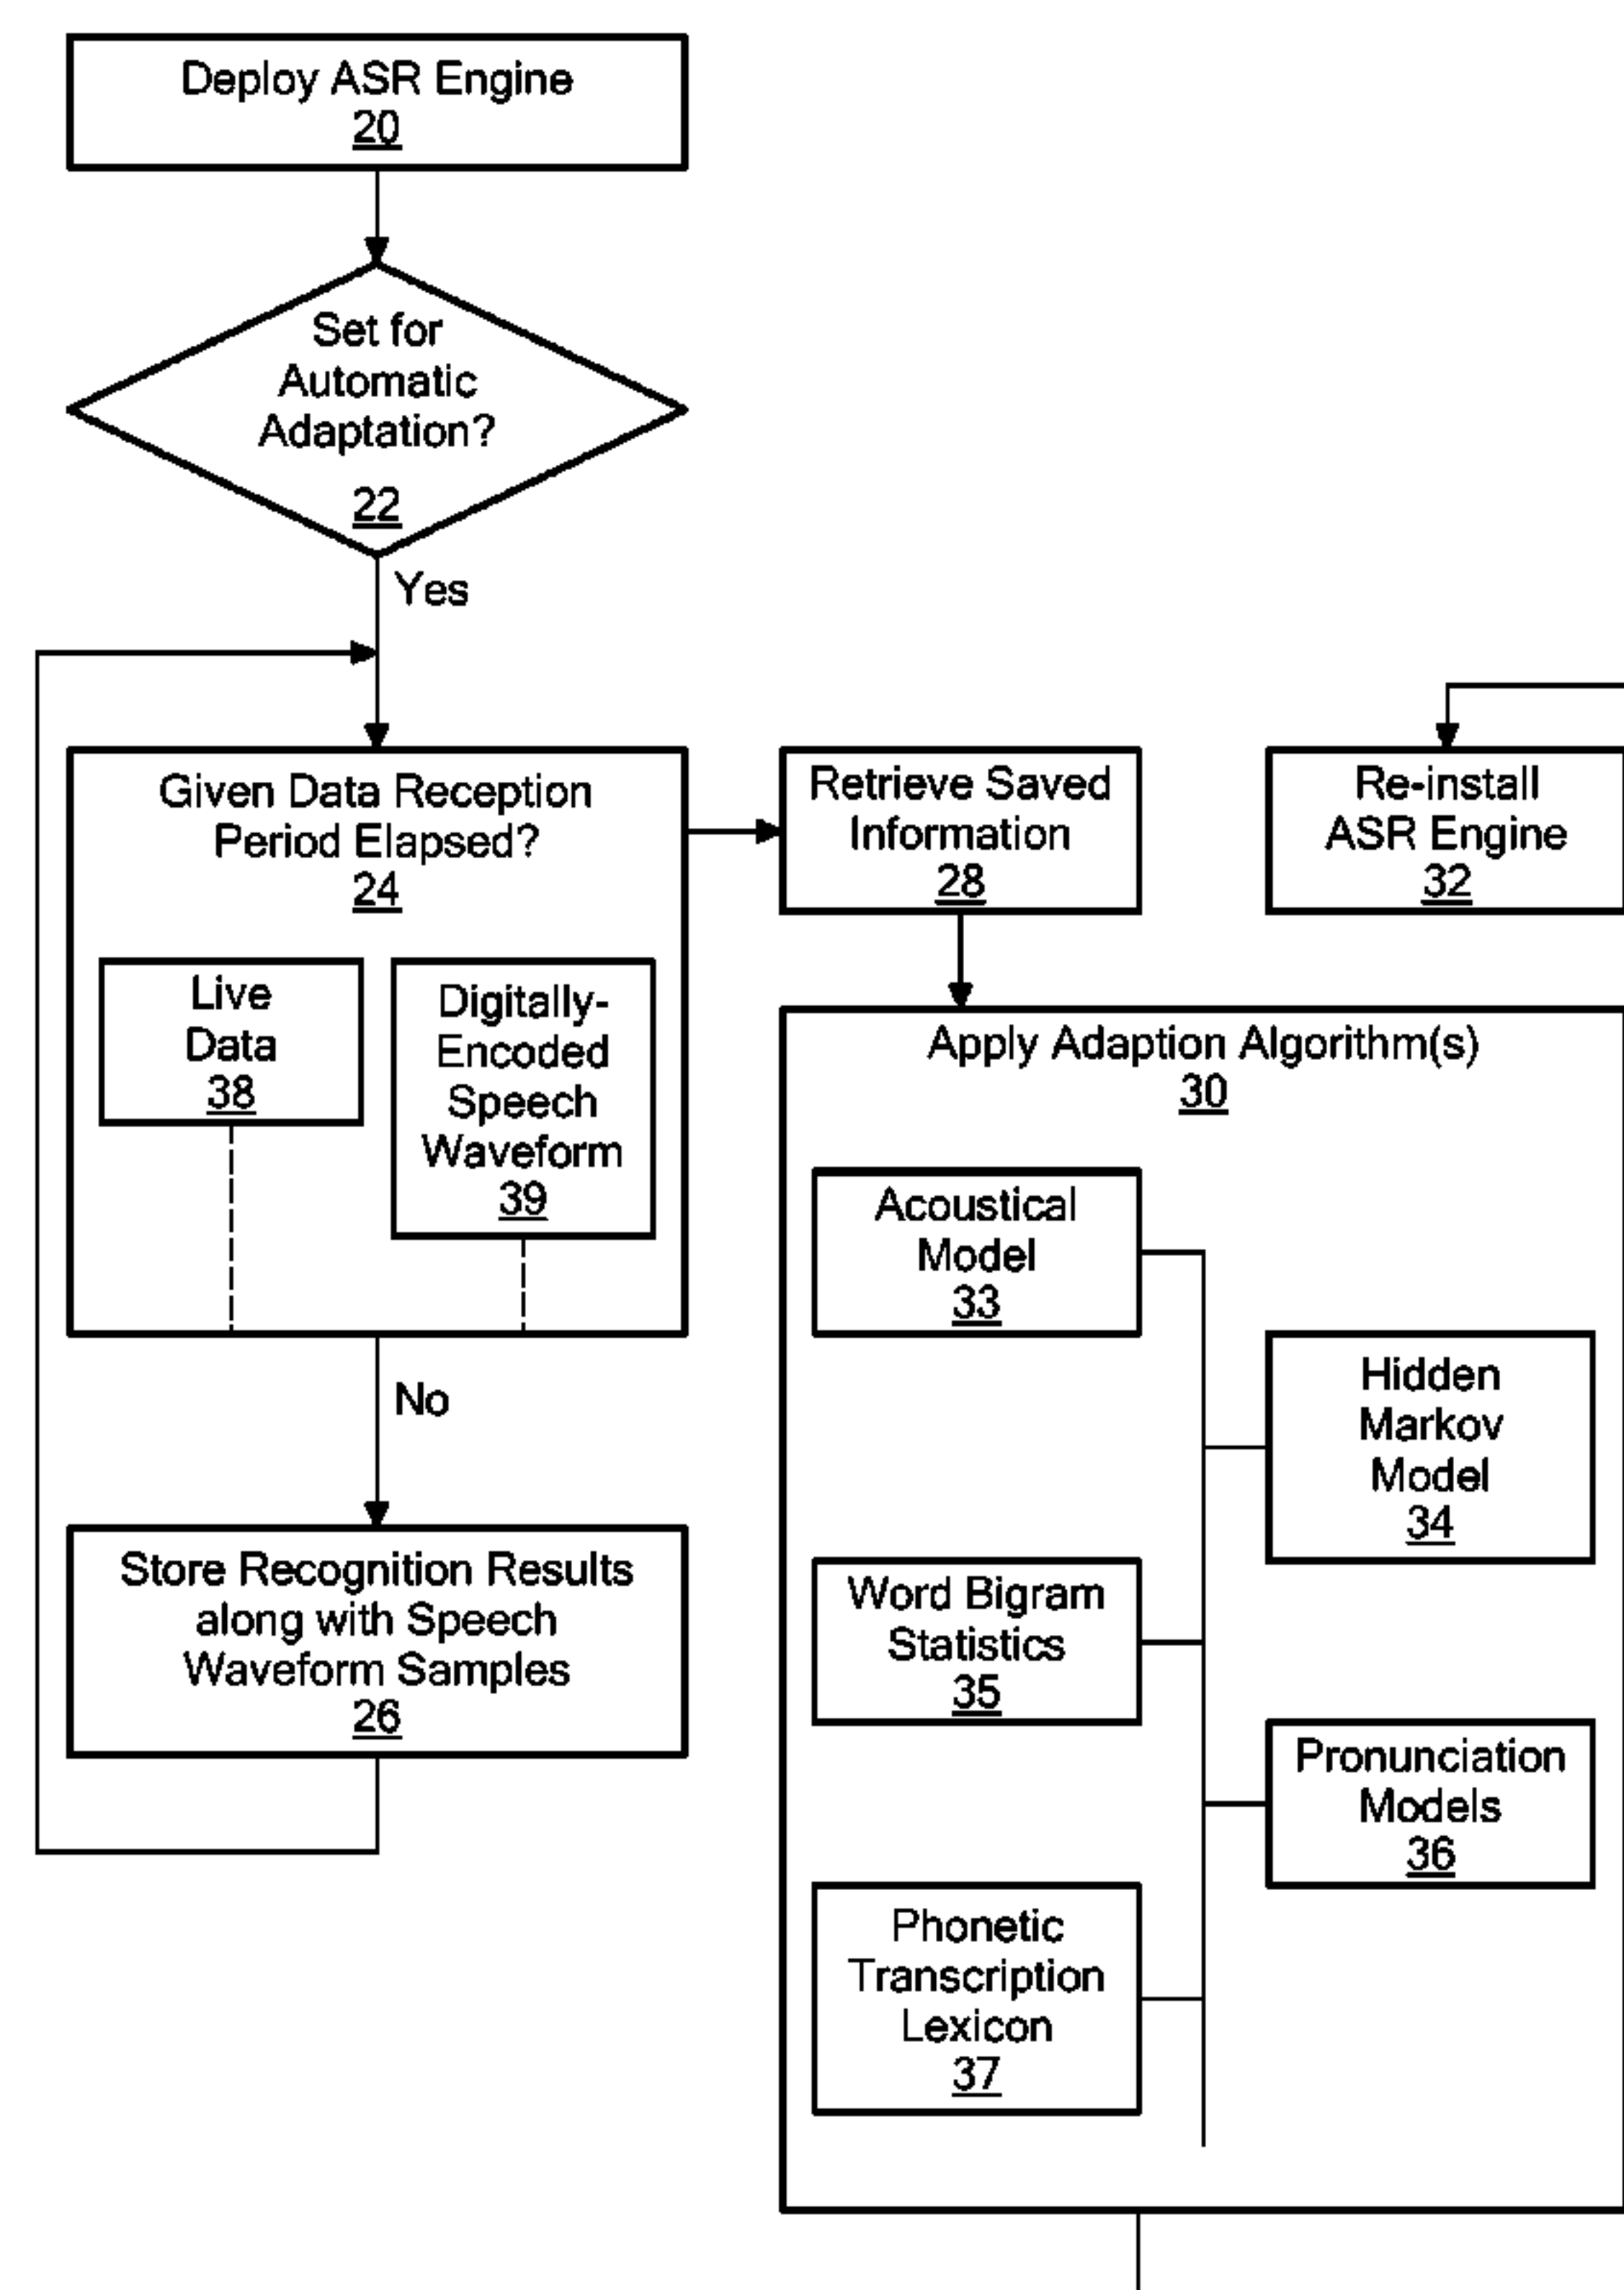 Deploy ASR Engine
20
Set for
Automatic
Adaptation?
22
Yes
Given Data Reception
Period Elapsed?
24
Live
Data
38
Digitally-
Encoded
Speech
Waveform
39
No
Store Recognition Results
along with Speech
Waveform Samples
26
Retrieve Saved
Information
28
Re-install
ASR Engine
32
Apply Adaption Algorithm(s)
30
Acoustical
Model
33
Hidden
Markov
Model
34
Word Bigram
Statistics
35
Pronunciation
Models
36
Phonetic
Transcription
Lexicon
37